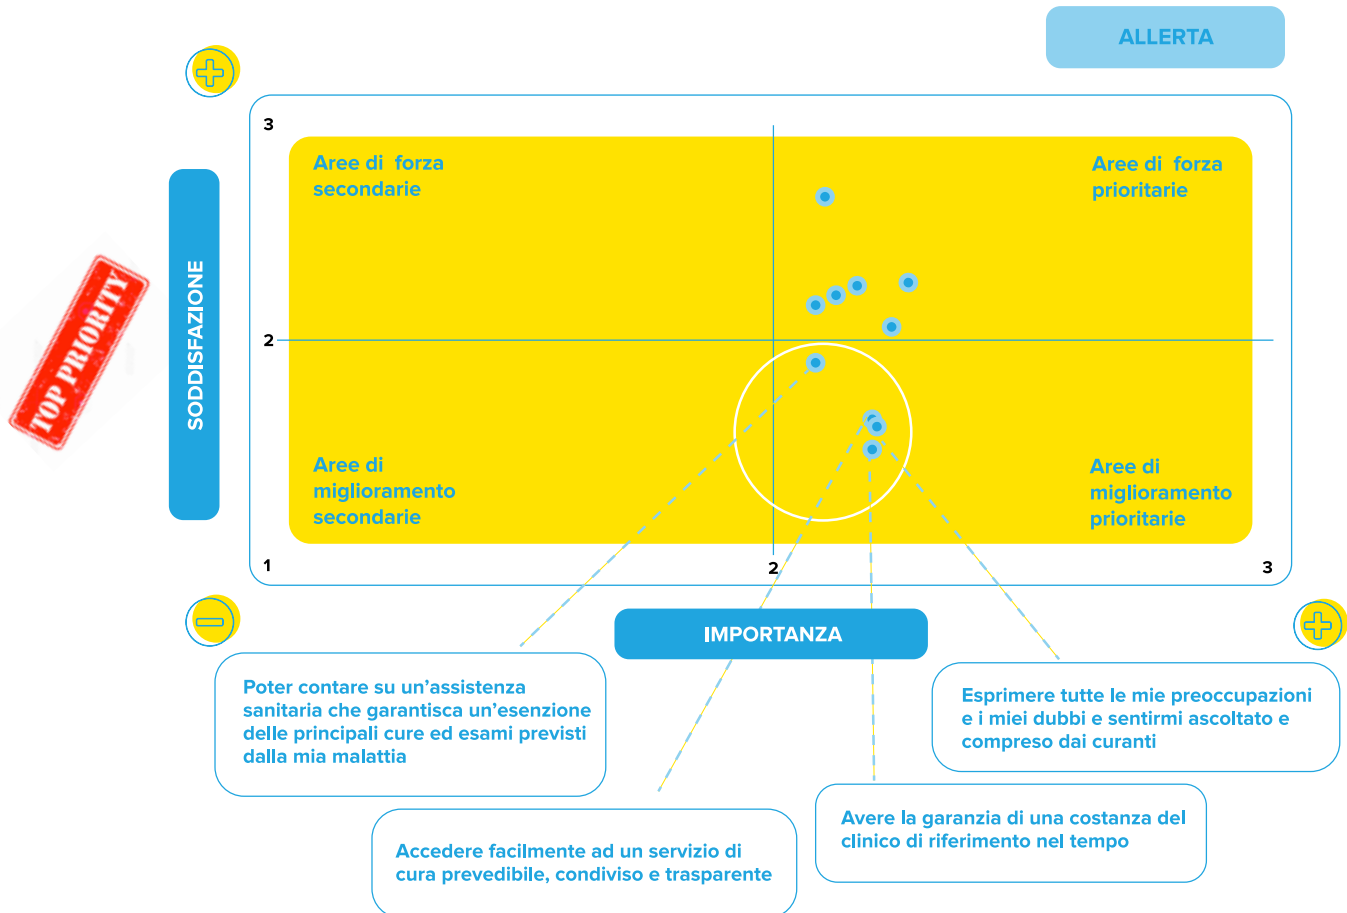 ALLERTA
3
Aree di forza
secondarie
Aree di forza
prioritarie
TOP PRIORITY
SODDISFAZIONE
2
Aree di
miglioramento
secondarie
Aree di
miglioramento
prioritarie
1
2
3
IMPORTANZA
Poter contare su un'assistenza
sanitaria che garantisca un'esenzione
delle principali cure ed esami previsti
dalla mia malattia
Esprimere tutte le mie preoccupazioni
e i miei dubbi e sentirmi ascoltato e
compreso dai curanti
Accedere facilmente ad un servizio di
cura prevedibile, condiviso e trasparente
Avere la garanzia di una costanza del
clinico di riferimento nel tempo